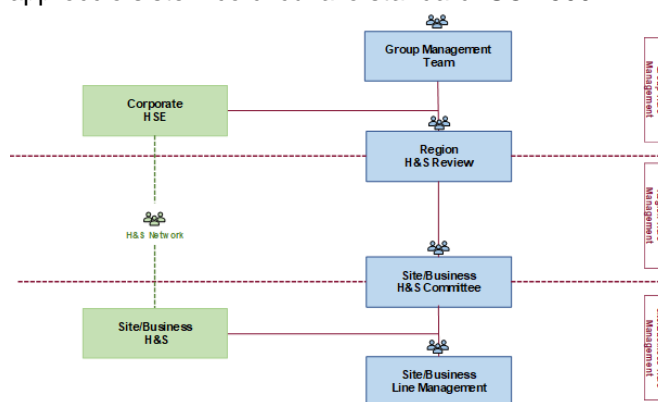 Group Management
Team
Corporate
HSE
Management
Region
H&S Review
H&S Network
Management
Site/Business
H&S Committee
Site/Business
H&S
Management
Site/Business
Line Management